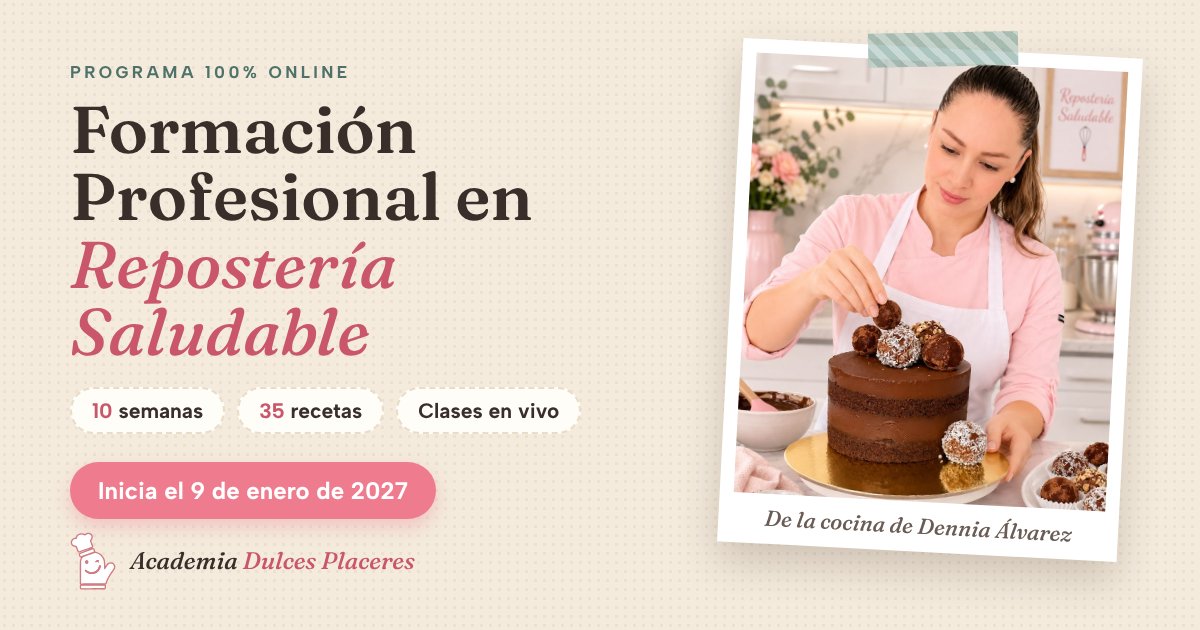 PROGRAMA 100% ONLINE
Formación
Profesional en
Repostería
Saludable
10 semanas
35 recetas
Clases en vivo
Inicia el 9 de enero de 2027
Academia Dulces Placeres
Repostería
Saludable
De la cocina de Dennia Álvarez